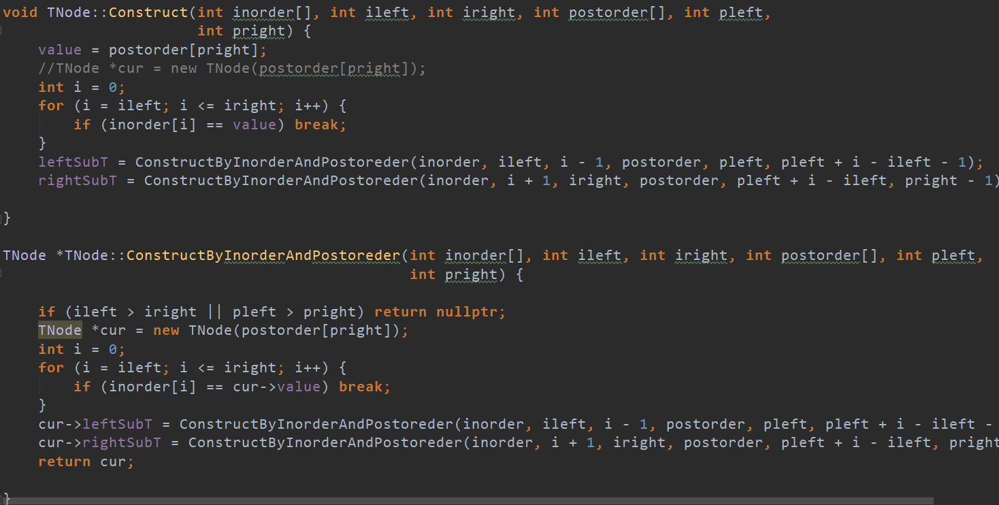 void TNode::Construct(int inorder[], int ileft, int iright, int postorder[], int pleft,
int pright) {
value = postorder[pright];
//TNode *cur = new TNode(postorder[pright]);
int i = 0;
for (i = ileft; i <= iright; i++) {
if (inorder[i] == value) break;
}
leftSubT = ConstructByInorderAndPostoreder(inorder, ileft, i - 1, postorder, pleft, pleft + i - ileft - 1);
rightSubT = ConstructByInorderAndPostoreder(inorder, i + 1, iright, postorder, pleft + i - ileft, pright - 1)
}
TNode *TNode::ConstructByInorderAndPostoreder(int inorder[], int ileft, int iright, int postorder[], int pleft,
int pright) {
if (ileft > iright || pleft > pright) return nullptr;
TNode *cur = new TNode(postorder[pright]);
int i = 0;
for (i = ileft; i <= iright; i++) {
if (inorder[i] == cur->value) break;
}
cur->leftSubT = ConstructByInorderAndPostoreder(inorder, ileft, i - 1, postorder, pleft, pleft + i - ileft -
cur->rightSubT = ConstructByInorderAndPostoreder(inorder, i + 1, iright, postorder, pleft + i - ileft, pright
return cur;
}